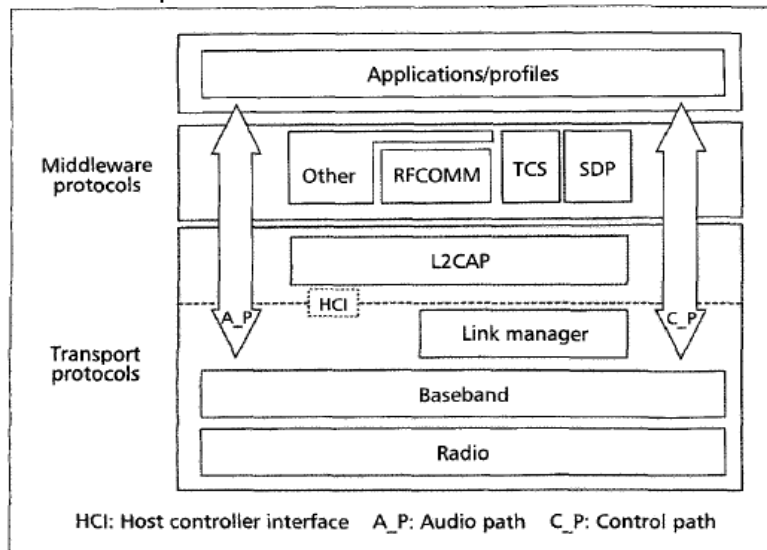 Applications/profiles
Middleware
protocols
Other
RFCOMM
TCS
SDP
L2CAP
HCI
A_P
C_P
Link manager
Transport
protocols
Baseband
Radio
HCI: Host controller interface A_P: Audio path C_P: Control path